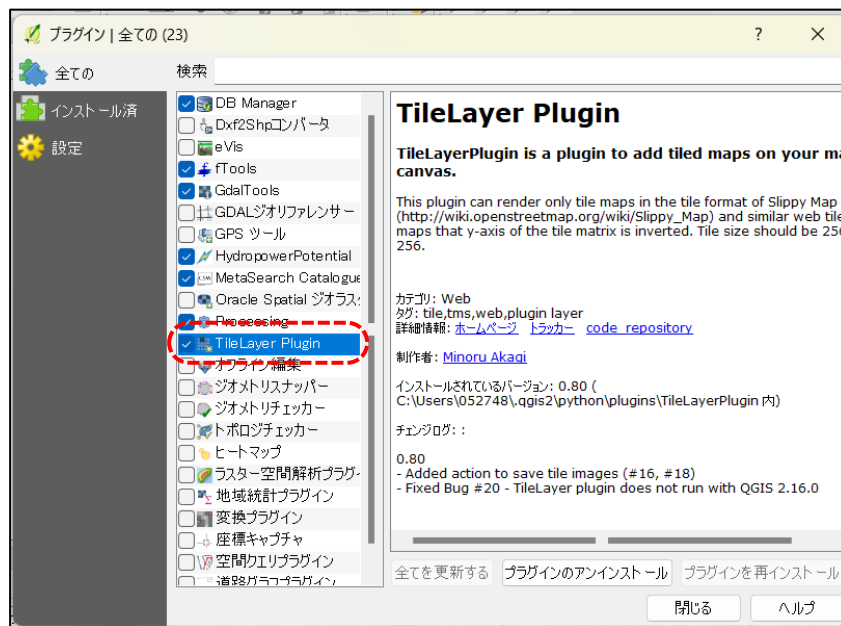 プラグイン | 全ての (23)
? ×
全ての
検索
インストール済
設定
DB Manager
Dxf2Shpコンバータ
eVis
fTools
GdalTools
GDALジオリファレンサー
GPS ツール
HydropowerPotential
MetaSearch Catalogue
Oracle Spatial ジオラス
Processing
TileLayer Plugin
オフライン編集
ジオメトリスナッパー
ジオメトリチェッカー
トポロジチェッカー
ヒートマップ
ラスター空間解析プラグ
地域統計プラグイン
変換プラグイン
座標キャプチャ
空間クエリプラグイン
道路グラフプラグイン
TileLayer Plugin
TileLayerPlugin is a plugin to add tiled maps on your ma
canvas.
This plugin can render only tile maps in the tile format of Slippy Map
(http://wiki.openstreetmap.org/wiki/Slippy_Map) and similar web tile
maps that y-axis of the tile matrix is inverted. Tile size should be 256
256.
カテゴリ: Web
タグ: tile,tms,web,plugin layer
詳細情報: ホームページ トラッカー code repository
制作者: Minoru Akagi
インストールされているバージョン: 0.80 (
C:\Users\052748\.qgis2\python\plugins\TileLayerPlugin 内)
チェンジログ: :
0.80
- Added action to save tile images (#16, #18)
- Fixed Bug #20 - TileLayer plugin does not run with QGIS 2.16.0
全てを更新する プラグインのアンインストール プラグインを再インストール
閉じる ヘルプ